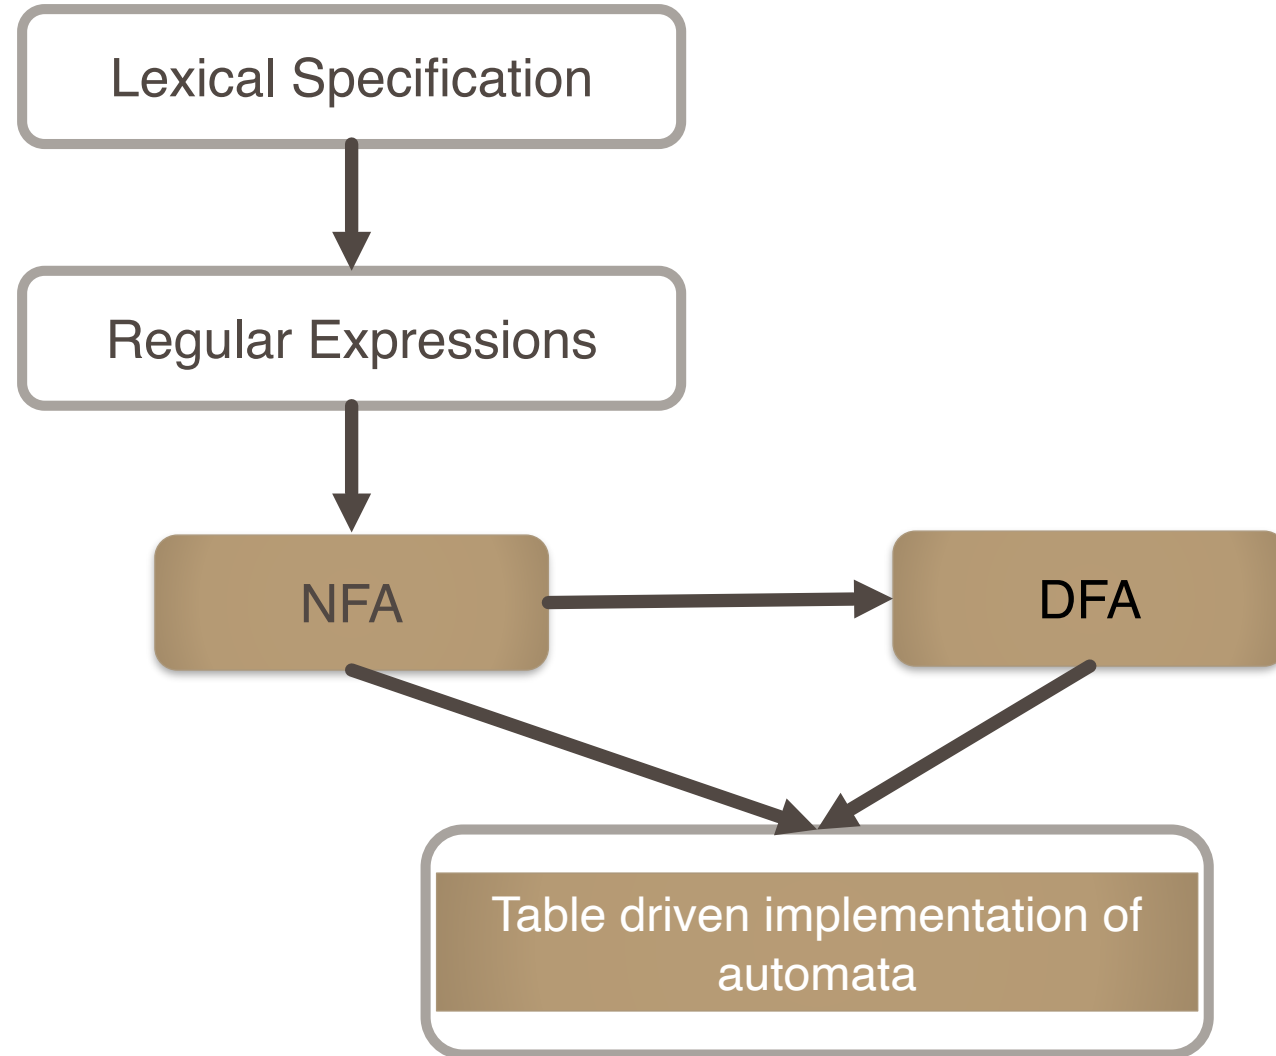 Lexical Specification
Regular Expressions
NFA
DFA
Table driven implementation of
automata